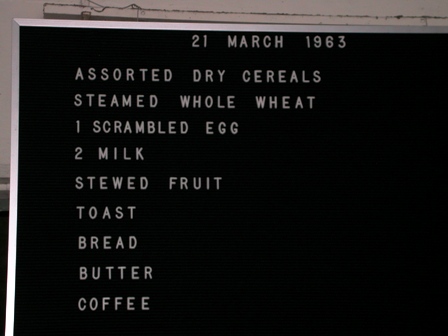 21 MARCH 1963
ASSORTED DRY CEREALS
STEAMED WHOLE WHEAT
1 SCRAMBLED EGG
2 MILK
STEWED FRUIT
TOAST
BREAD
BUTTER
COFFEE